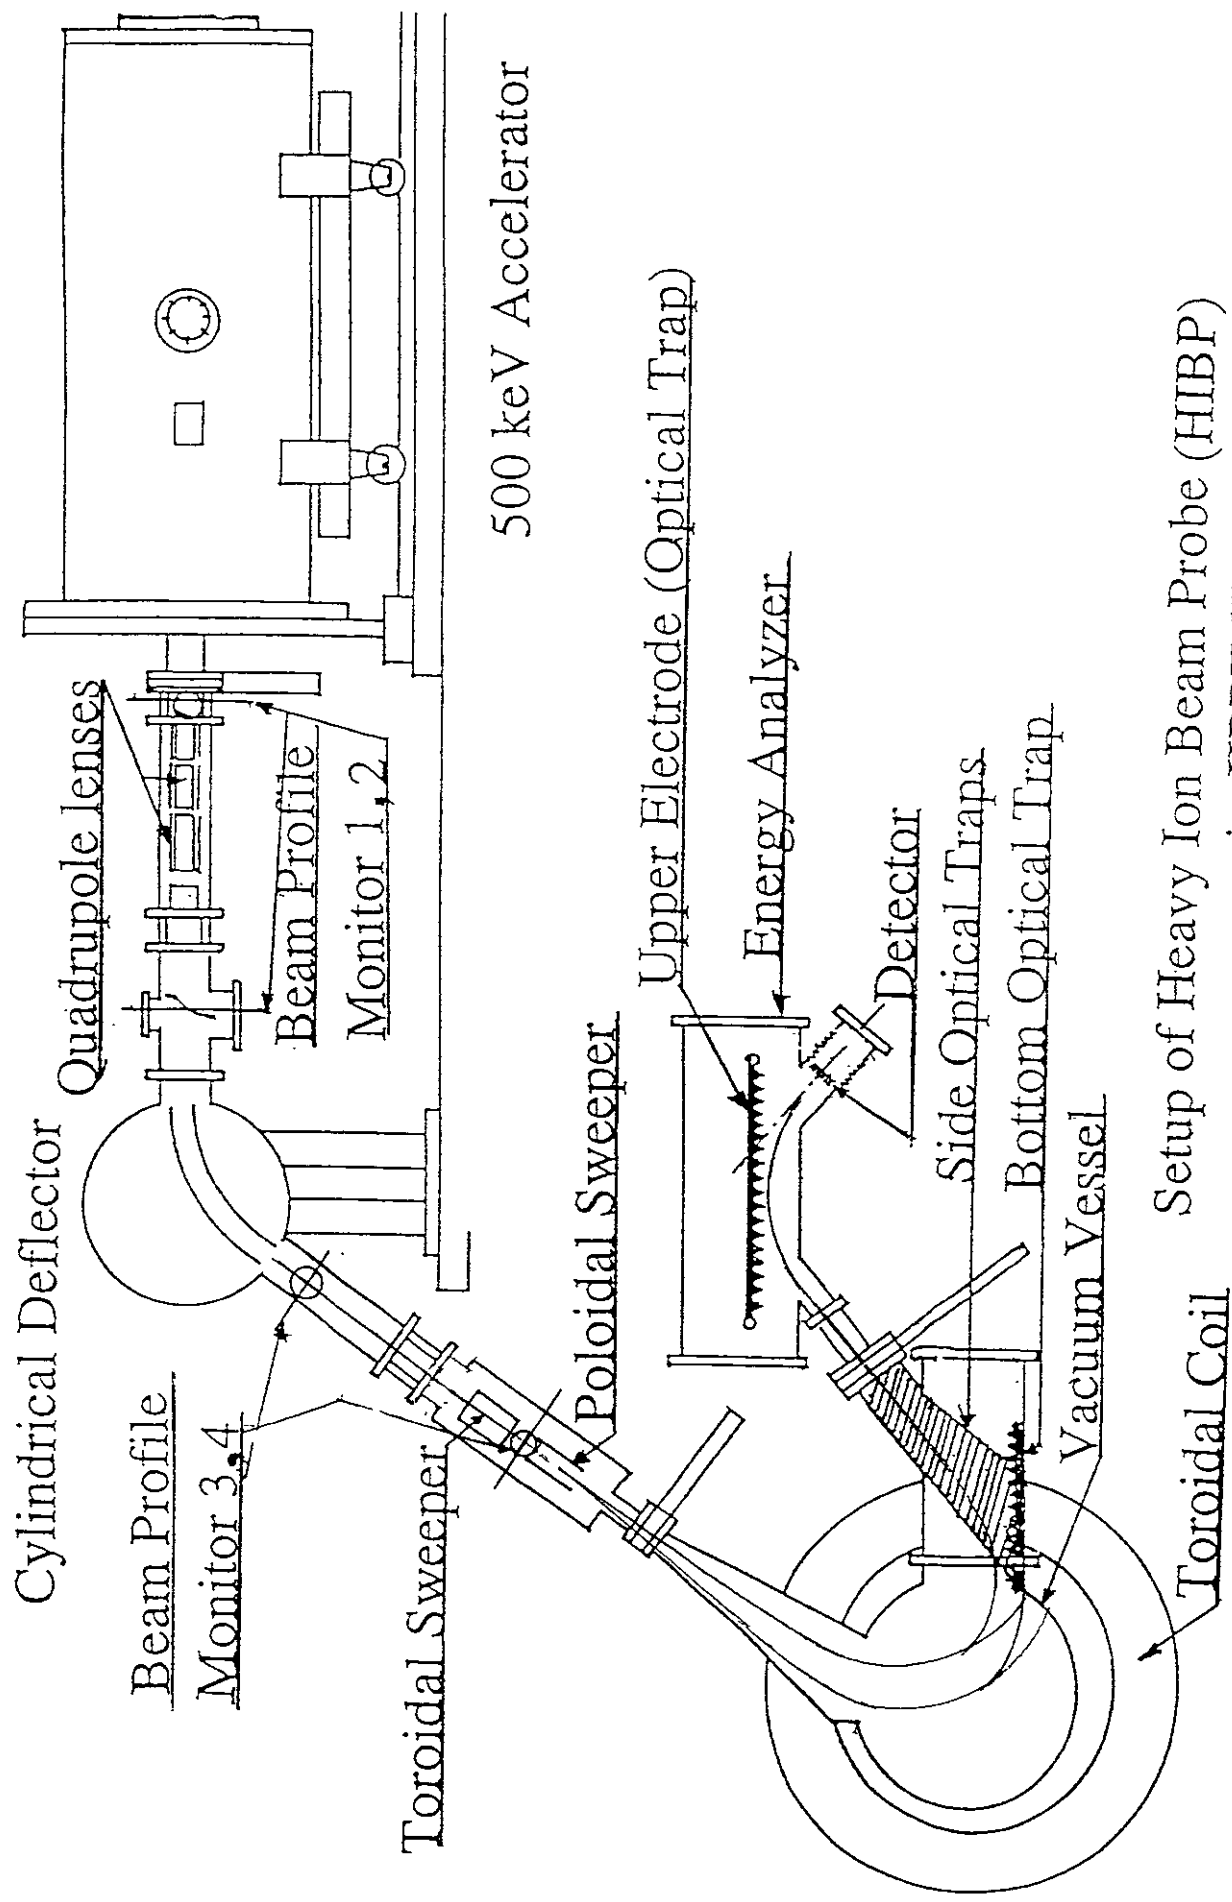 Cylindrical Deflector
Beam Profile
Monitor 3,4
Quadrupole lenses
Beam Profile
Monitor 1,2
500 keV Accelerator
Toroidal Sweeper
Poloidal Sweeper
Upper Electrode (Optical Trap)
Energy Analyzer
Detector
Side Optical Traps
Bottom Optical Trap
Vacuum Vessel
Toroidal Coil
Setup of Heavy Ion Beam Probe (HIBP)